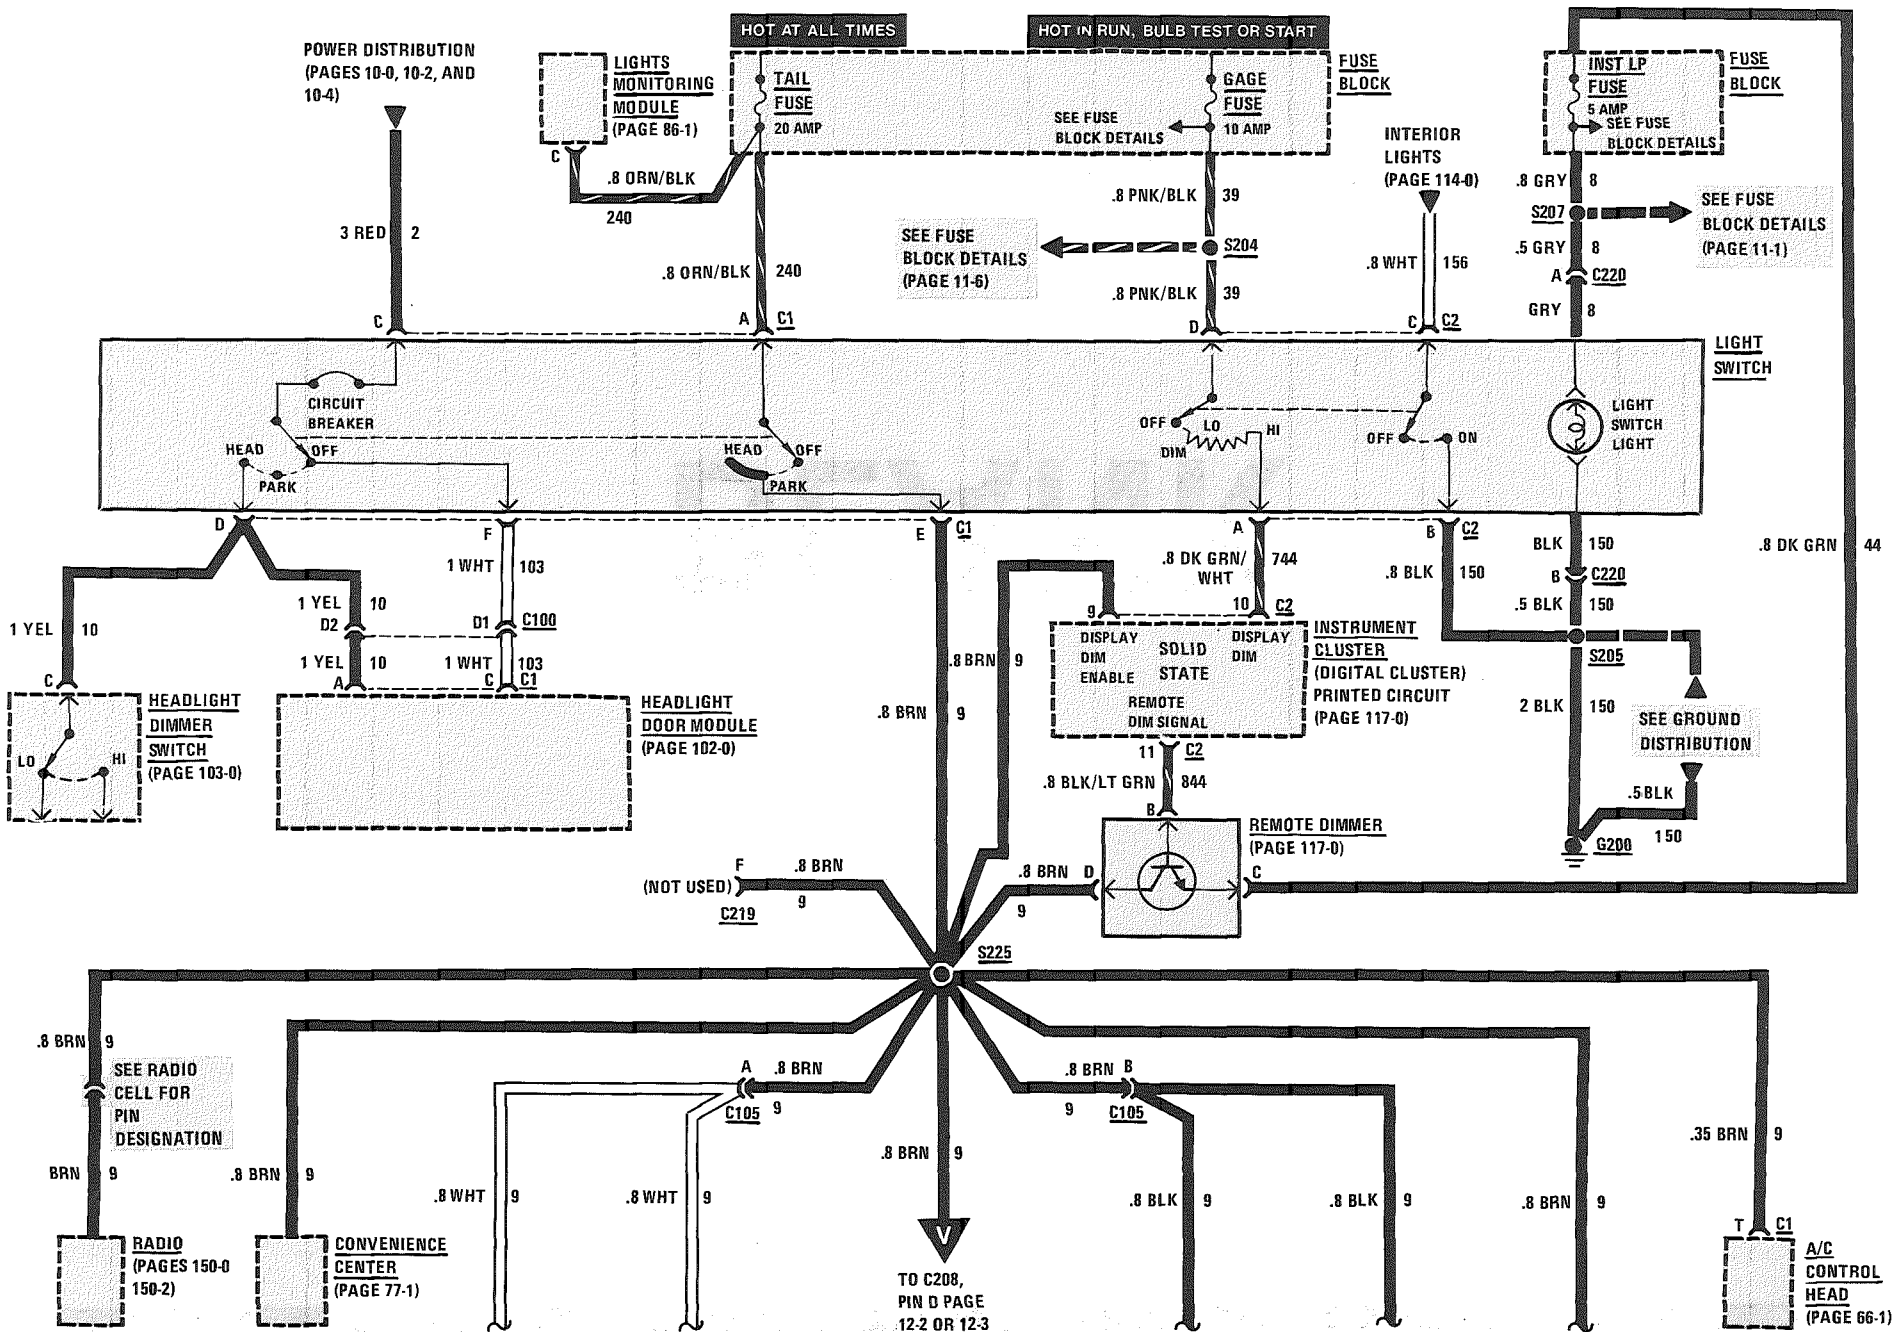 HOT AT ALL TIMES
HOT IN RUN, BULB TEST OR START
POWER DISTRIBUTION
(PAGES 10-0, 10-2, AND
10-4)
LIGHTS
MONITORING
MODULE
(PAGE 86-1)
C
TAIL
FUSE
20 AMP
GAGE
FUSE
10 AMP
SEE FUSE
BLOCK DETAILS
FUSE
BLOCK
INTERIOR
LIGHTS
(PAGE 114-0)
INST LP
FUSE
5 AMP
SEE FUSE
BLOCK DETAILS
FUSE
BLOCK
.8 ORN/BLK
240
3 RED
2
.8 ORN/BLK
240
.8 PNK/BLK
39
S204
SEE FUSE
BLOCK DETAILS
(PAGE 11-6)
.8 PNK/BLK
39
.8 WHT
156
.8 GRY
8
S207
SEE FUSE
BLOCK DETAILS
(PAGE 11-1)
.5 GRY
8
A
C220
GRY
8
C
A
C1
D
C
C2
LIGHT
SWITCH
CIRCUIT
BREAKER
HEAD
OFF
PARK
HEAD
OFF
PARK
OFF
LO
HI
DIM
OFF
ON
LIGHT
SWITCH
LIGHT
D
F
E
C1
A
B
C2
1 WHT
103
.8 DK GRN/
WHT
744
.8 BLK
150
BLK
150
B
C220
.5 BLK
150
.8 DK GRN
44
1 YEL
10
1 YEL
10
D2
D1
C100
1 YEL
10
1 WHT
103
A
C
C1
C
HEADLIGHT
DIMMER
SWITCH
(PAGE 103-0)
LO
HI
HEADLIGHT
DOOR MODULE
(PAGE 102-0)
.8 BRN
9
.8 BRN
9
9
10
C2
DISPLAY
DIM
ENABLE
SOLID
STATE
DISPLAY
DIM
REMOTE
DIM SIGNAL
INSTRUMENT
CLUSTER
(DIGITAL CLUSTER)
PRINTED CIRCUIT
(PAGE 117-0)
11
C2
.8 BLK/LT GRN
844
B
S205
2 BLK
150
SEE GROUND
DISTRIBUTION
.5 BLK
150
G200
REMOTE DIMMER
(PAGE 117-0)
D
C
.8 BRN
9
F
(NOT USED)
C219
.8 BRN
9
S225
.8 BRN
9
SEE RADIO
CELL FOR
PIN
DESIGNATION
BRN
9
RADIO
(PAGES 150-0
150-2)
.8 BRN
9
CONVENIENCE
CENTER
(PAGE 77-1)
A
.8 BRN
C105
9
.8 WHT
9
.8 WHT
9
.8 BRN
9
V
TO C208,
PIN D PAGE
12-2 OR 12-3
.8 BRN
B
9
C105
.8 BLK
9
.8 BLK
9
.8 BRN
9
.35 BRN
9
T
C1
A/C
CONTROL
HEAD
(PAGE 66-1)